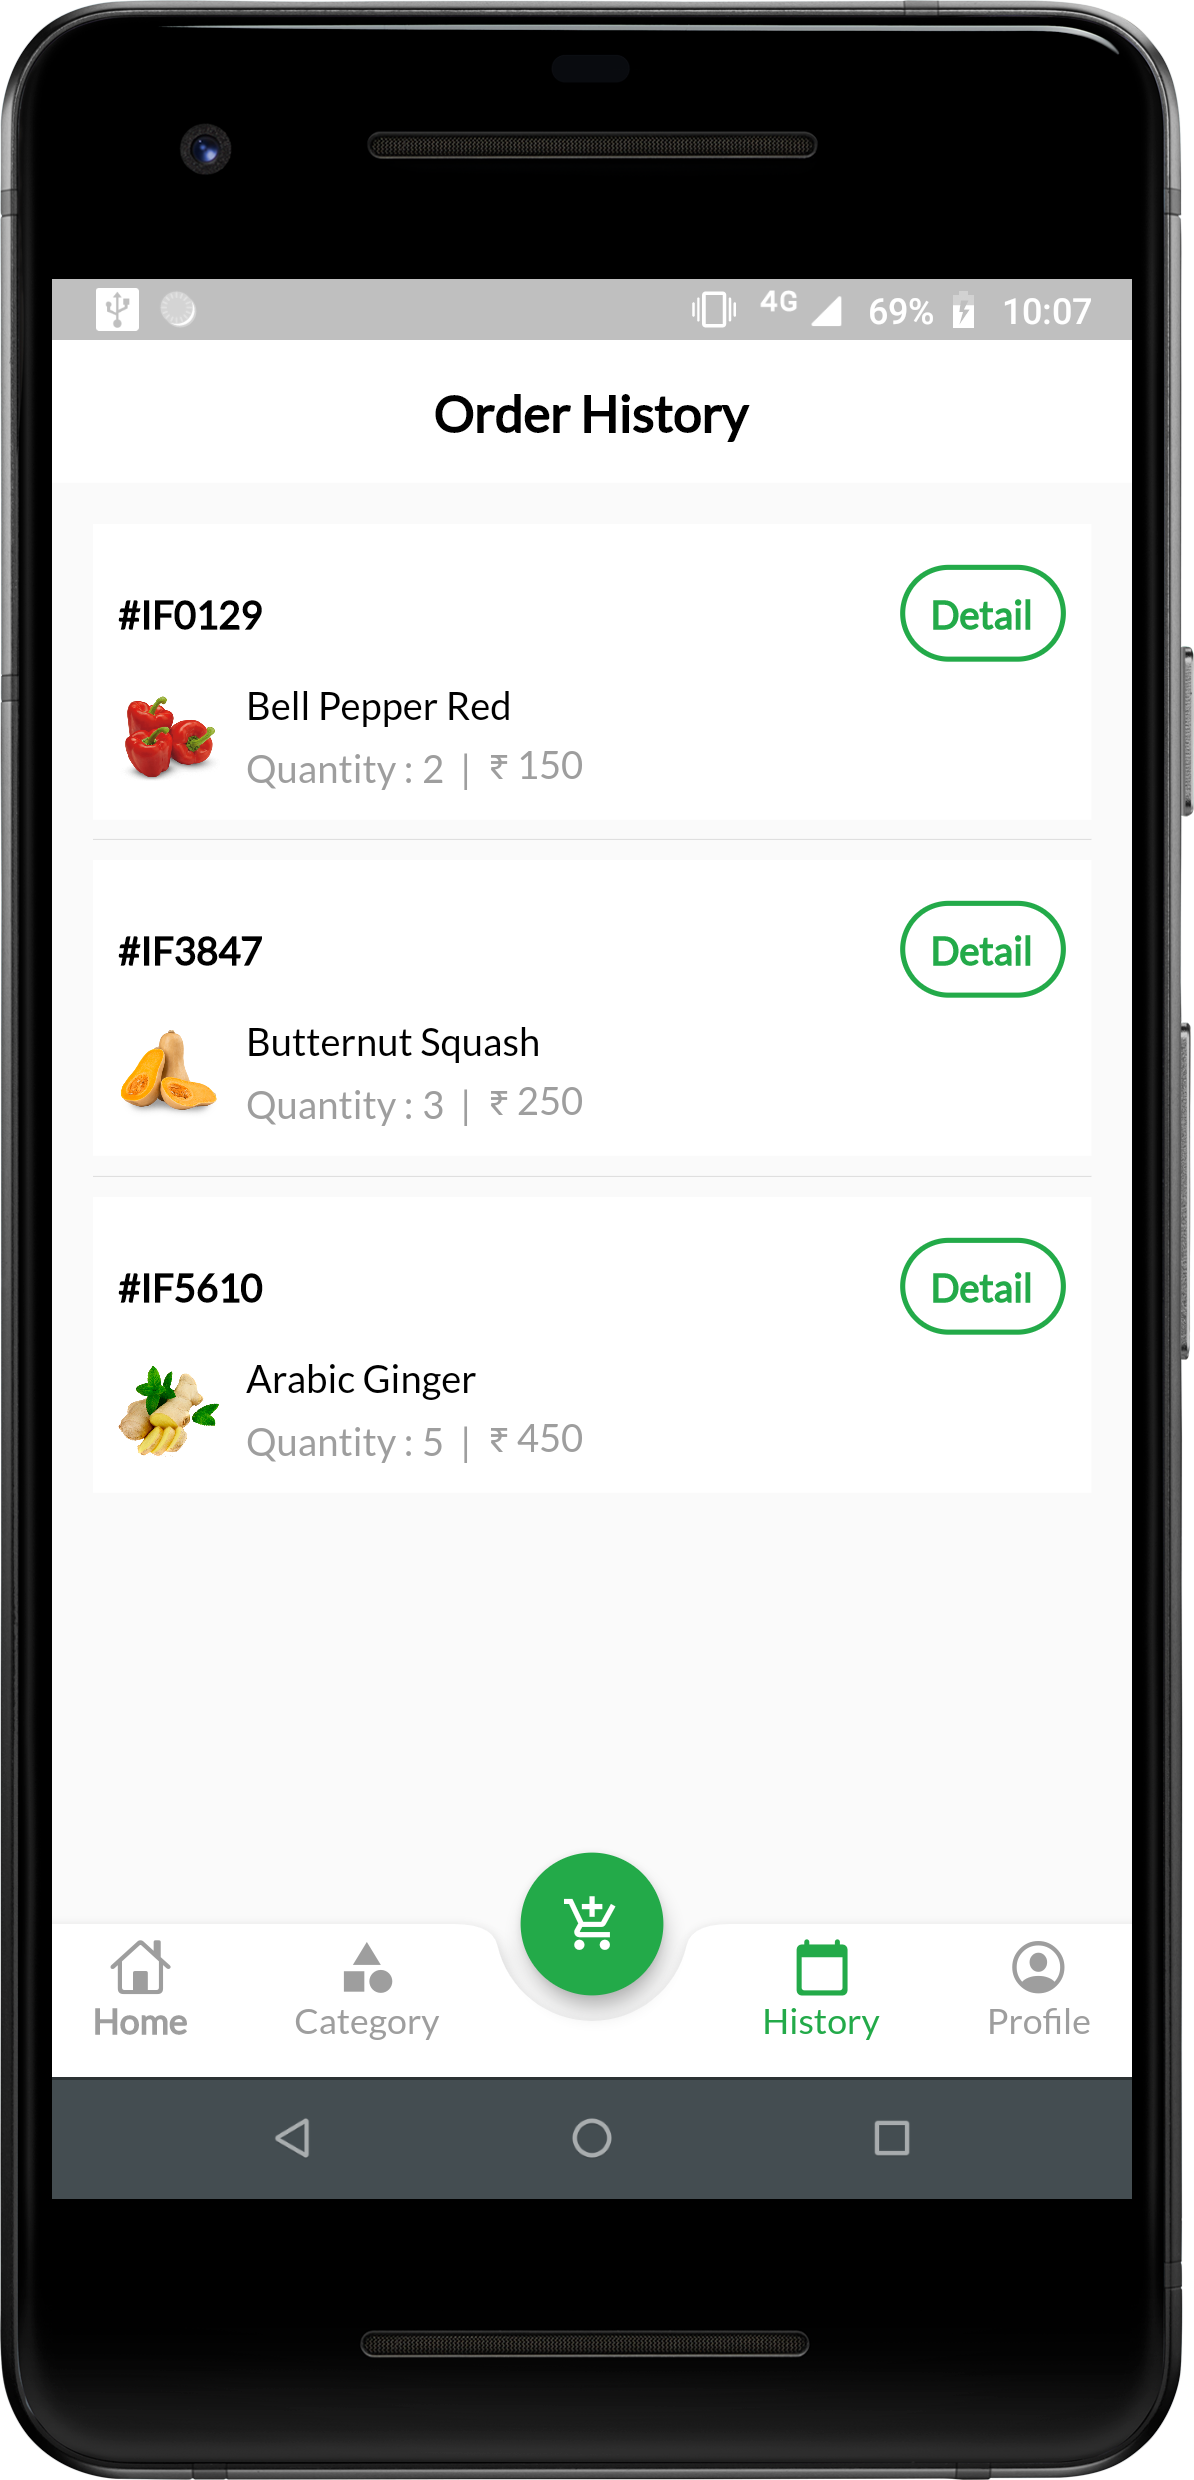 4G 69% 10:07
Order History
#IF0129 Detail
Bell Pepper Red
Quantity : 2 | ₹ 150
#IF3847 Detail
Butternut Squash
Quantity : 3 | ₹ 250
#IF5610 Detail
Arabic Ginger
Quantity : 5 | ₹ 450
Home Category History Profile